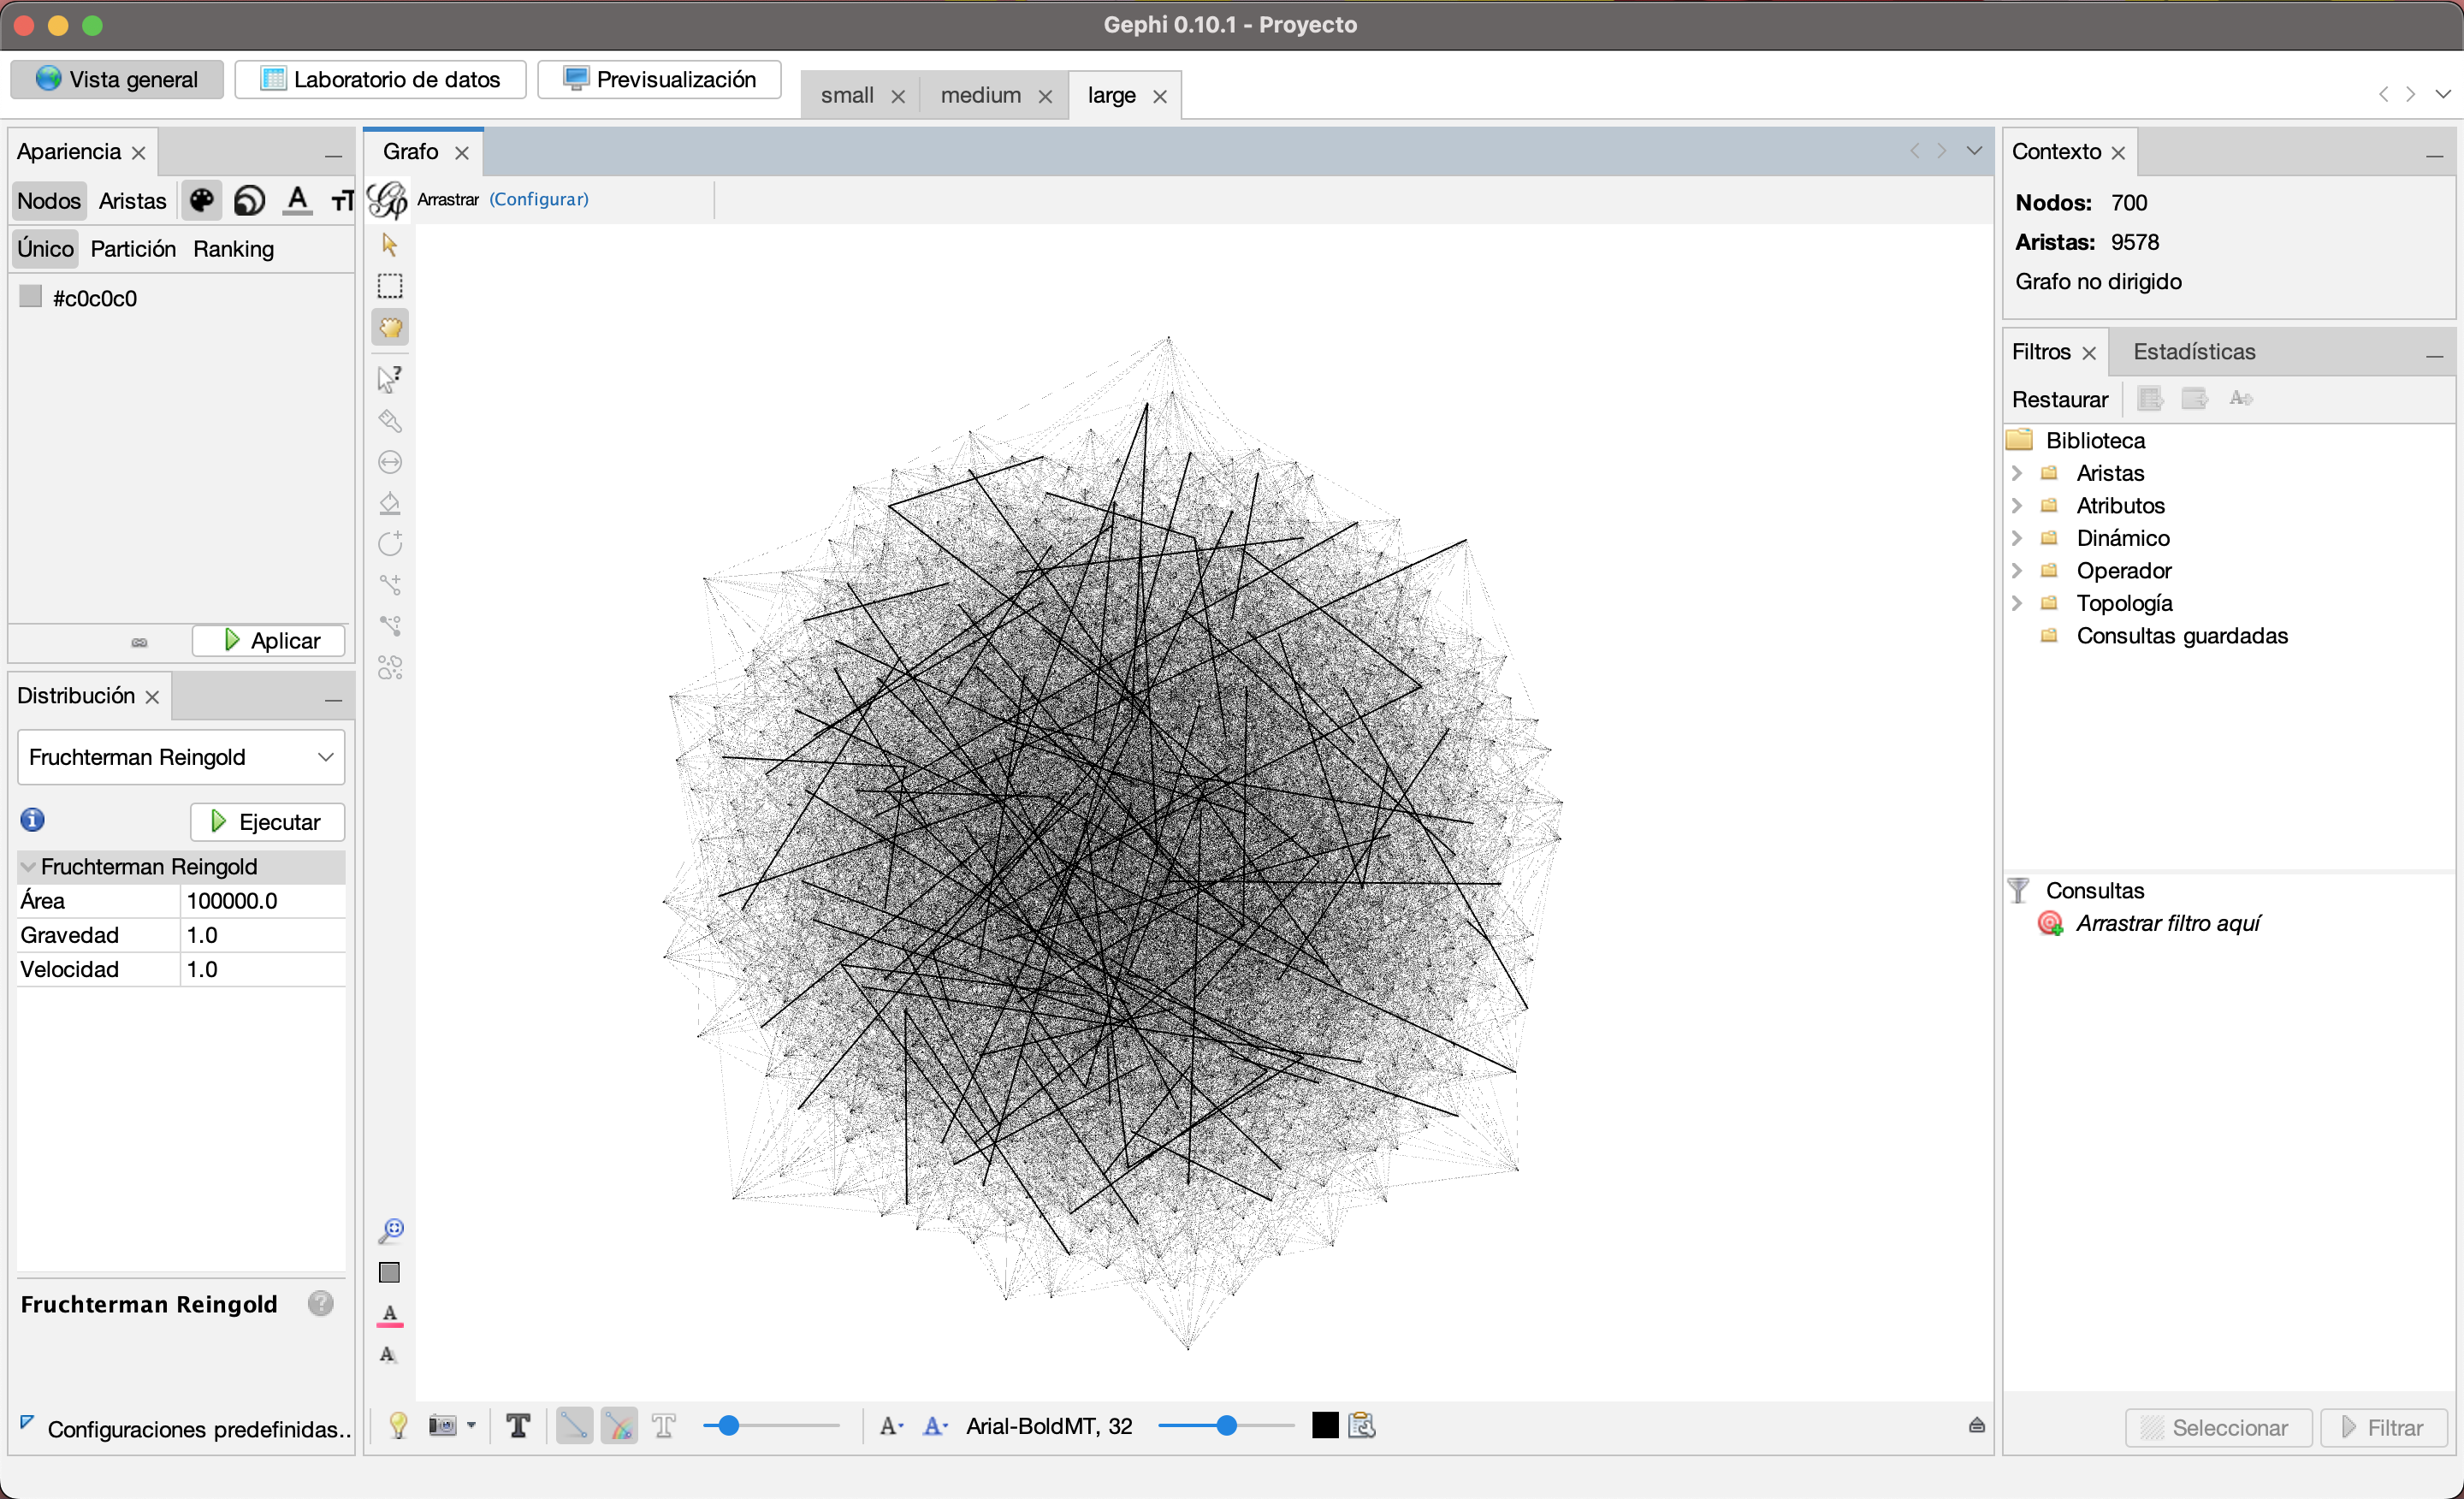 Gephi 0.10.1 - Proyecto
Vista general
Laboratorio de datos
Previsualización
small
medium
large
Apariencia
Nodos
Aristas
Único
Partición
Ranking
#c0c0c0
Aplicar
Distribución
Fruchterman Reingold
Ejecutar
Fruchterman Reingold
Área 100000.0
Gravedad 1.0
Velocidad 1.0
Fruchterman Reingold
Configuraciones predefinidas...
Grafo
Arrastrar (Configurar)
Arial-BoldMT, 32
Contexto
Nodos: 700
Aristas: 9578
Grafo no dirigido
Filtros
Estadísticas
Restaurar
Biblioteca
Aristas
Atributos
Dinámico
Operador
Topología
Consultas guardadas
Consultas
Arrastrar filtro aquí
Seleccionar
Filtrar